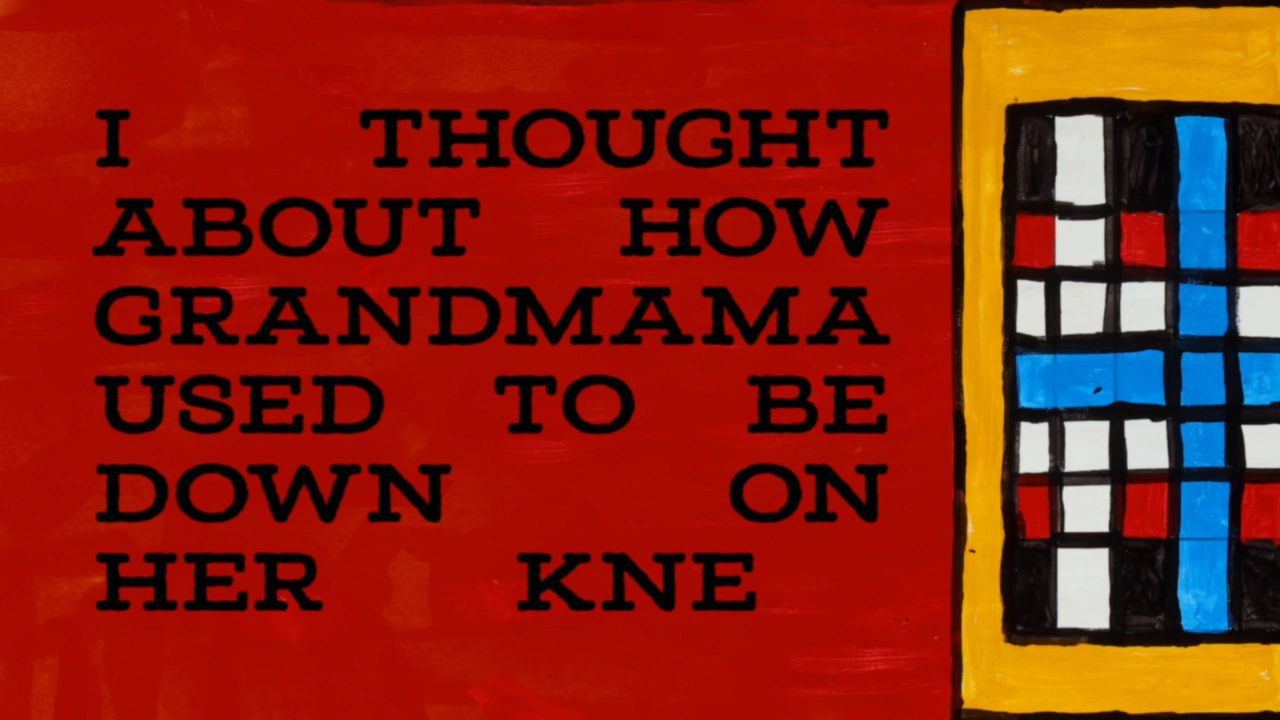 I THOUGHT
ABOUT HOW
GRANDMAMA
USED TO BE
DOWN ON
HER KNE